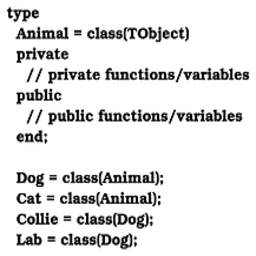 type
Animal = class(TObject)
private
// private functions/variables
public
// public functions/variables
end;
Dog = class(Animal);
Cat = class(Animal);
Collie = class(Dog);
Lab = class(Dog);